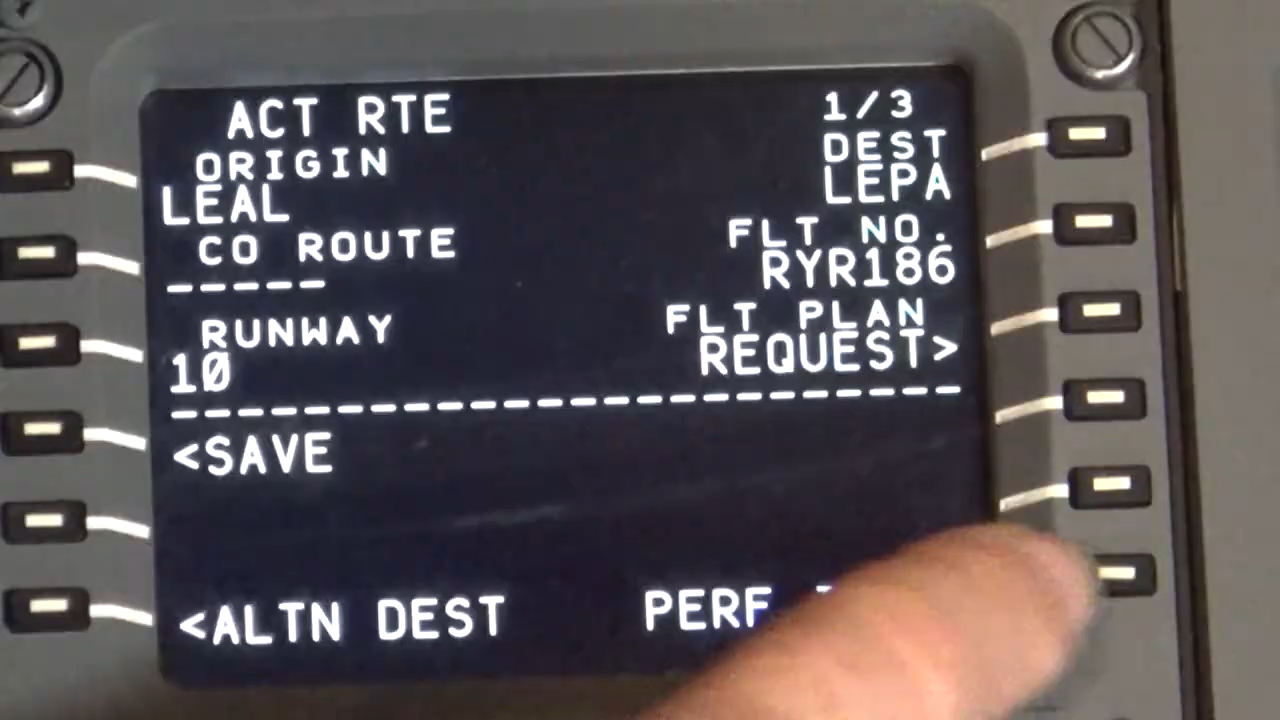 ACT RTE 1/3
ORIGIN DEST
LEAL LEPA
CO ROUTE FLT NO.
----- RYR186
RUNWAY FLT PLAN
10 REQUEST>
------------------------
<SAVE
<ALTN DEST PERF